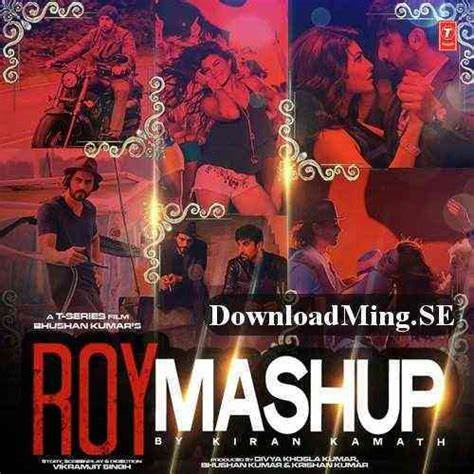 T
DownloadMing.SE
A T-SERIES FILM
BHUSHAN KUMAR'S
ROY MASHUP
BY KIRAN KAMATH
STORY, SCREENPLAY & DIRECTION
VIKRAMJIT SINGH
PRODUCED BY DIVYA KHOSLA KUMAR,
BHUSHAN KUMAR & KRISHAN KUMAR